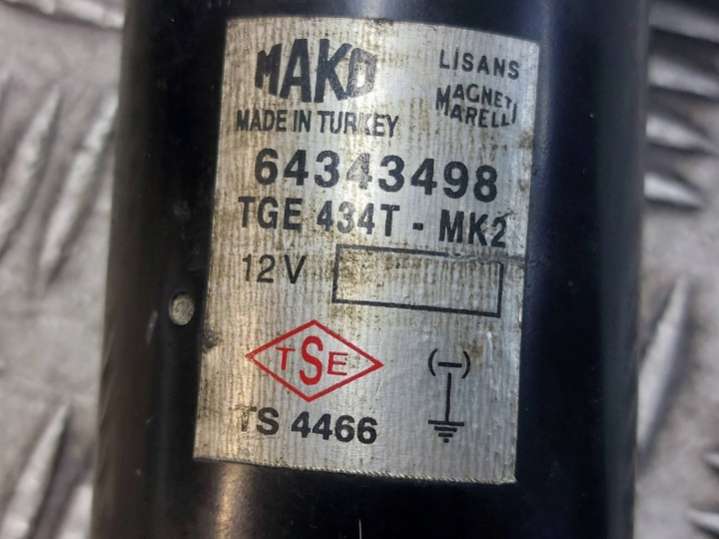 MAKO
LISANS
MAGNETI
MARELLI
MADE IN TURKEY
64343498
TGE 434T - MK2
12V
TSE
(-)
TS 4466